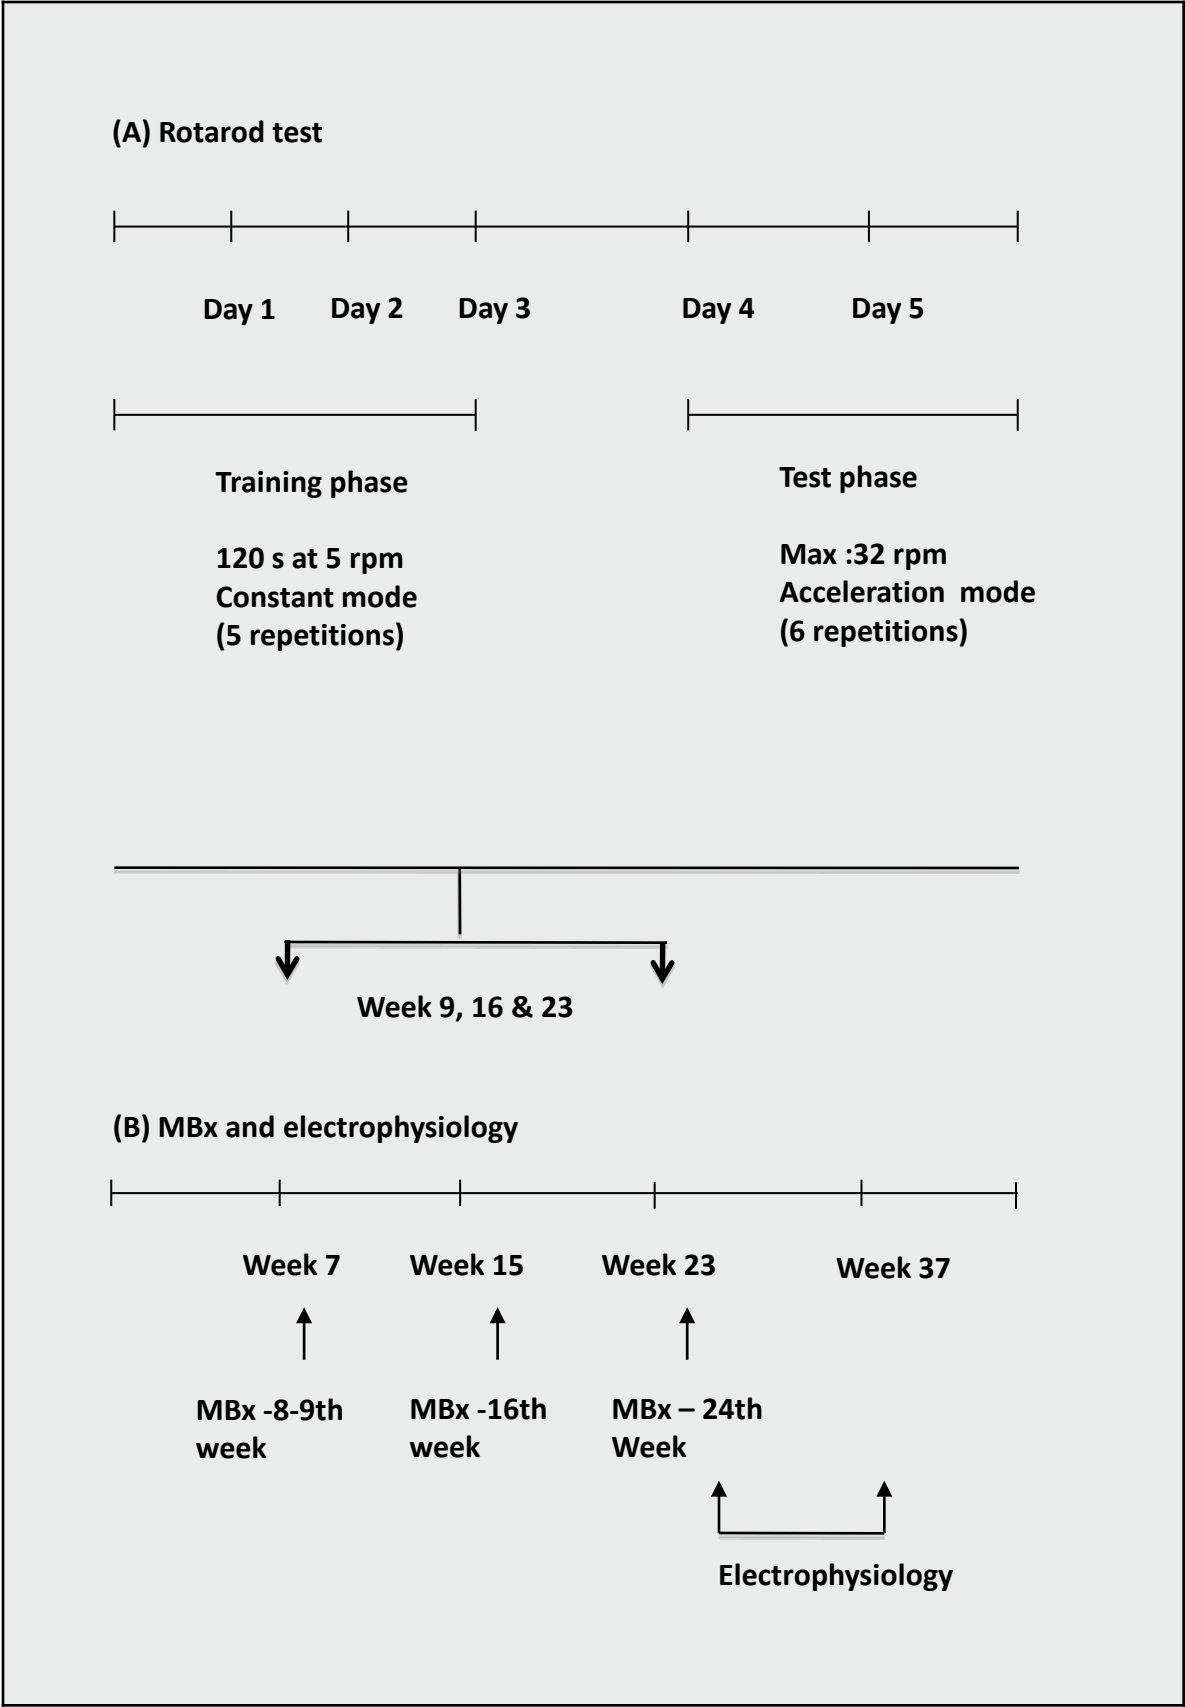 (A) Rotarod test
Day 1 Day 2 Day 3 Day 4 Day 5
Training phase
120 s at 5 rpm
Constant mode
(5 repetitions)
Test phase
Max :32 rpm
Acceleration mode
(6 repetitions)
Week 9, 16 & 23
(B) MBx and electrophysiology
Week 7 Week 15 Week 23 Week 37
MBx -8-9th
week
MBx -16th
week
MBx – 24th
Week
Electrophysiology